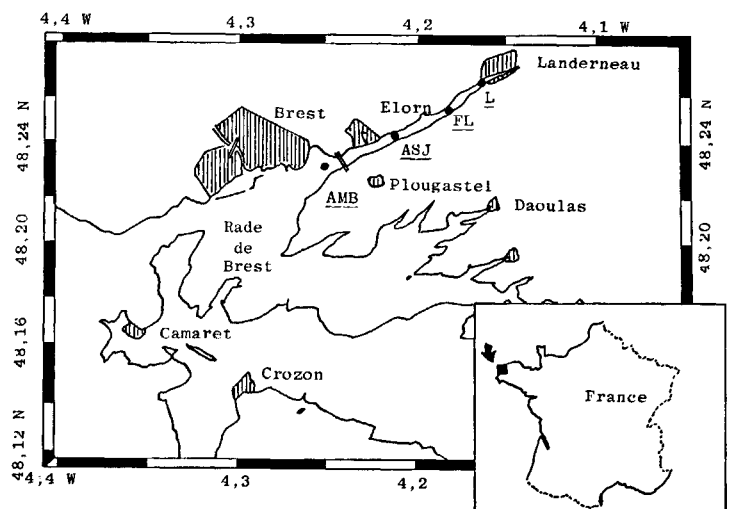 4,4 W
4,3
4,2
4,1 W
Landerneau
Brest
Elorn
L
FL
48,24 N
48,24 N
ASJ
AMB
Plougastel
Daoulas
48,20
48,20
Rade
de
Brest
48,16
Camaret
Crozon
France
48,12 N
4,4 W
4,3
4,2